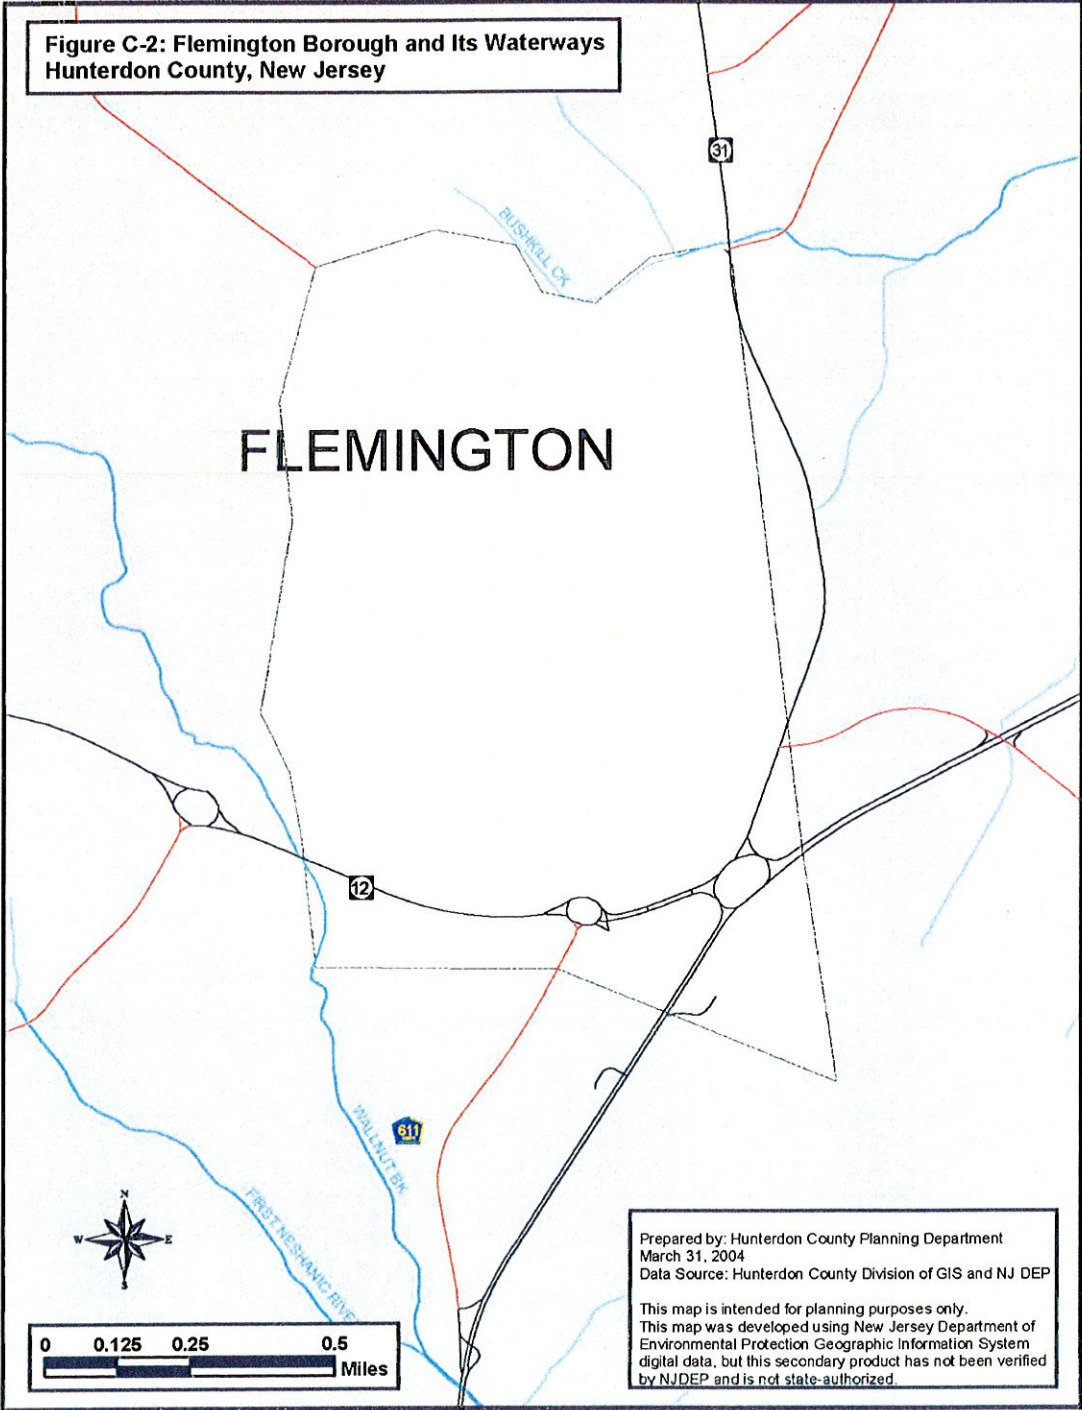 Figure C-2: Flemington Borough and Its Waterways
Hunterdon County, New Jersey
31
BUSHKILL CK
FLEMINGTON
12
611
WALLNUT BK
FIRST NESHANIC RIVER
N
W E
S
0 0.125 0.25 0.5
Miles
Prepared by: Hunterdon County Planning Department
March 31, 2004
Data Source: Hunterdon County Division of GIS and NJ DEP
This map is intended for planning purposes only.
This map was developed using New Jersey Department of
Environmental Protection Geographic Information System
digital data, but this secondary product has not been verified
by NJDEP and is not state-authorized.